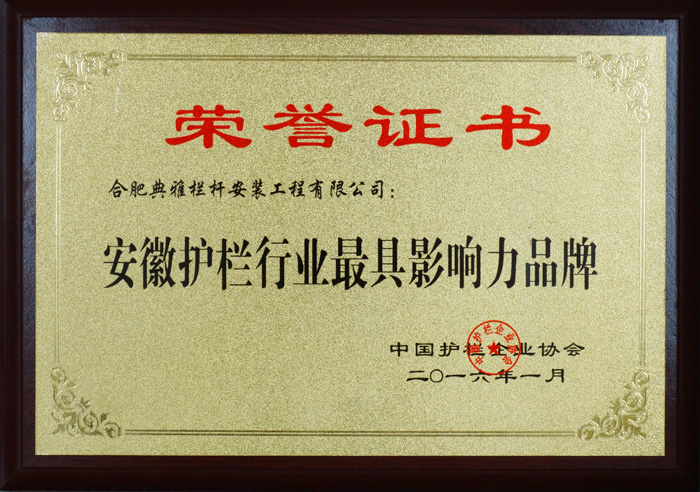 荣誉证书
合肥典雅栏杆安装工程有限公司：
安徽护栏行业最具影响力品牌
中国护栏企业协会
二〇一六年一月